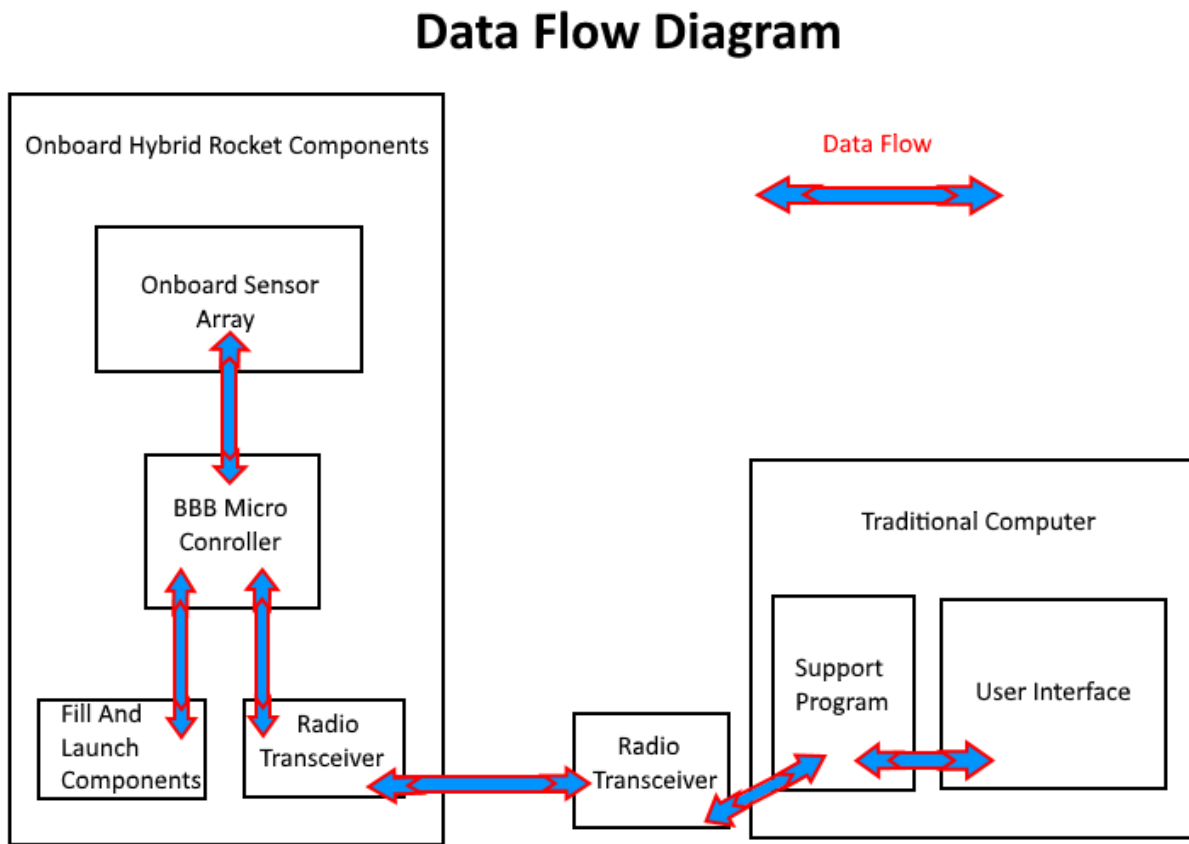 Data Flow Diagram
Onboard Hybrid Rocket Components
Data Flow
Onboard Sensor
Array
BBB Micro
Conroller
Fill And
Launch
Components
Radio
Transceiver
Radio
Transceiver
Traditional Computer
Support
Program
User Interface